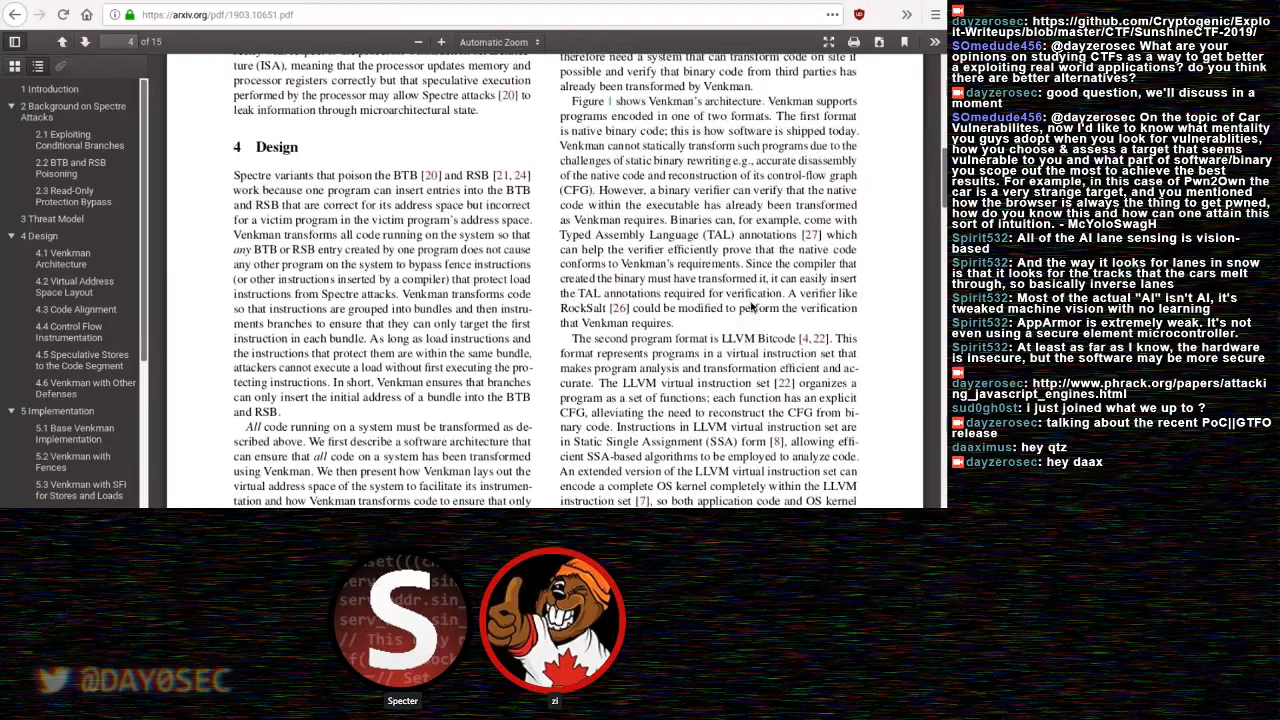 https://arxiv.org/pdf/1903.10651.pdf
4 of 15
Automatic Zoom
1 Introduction
2 Background on Spectre
Attacks
2.1 Exploiting
Conditional Branches
2.2 BTB and RSB
Poisoning
2.3 Read-Only
Protection Bypass
3 Threat Model
4 Design
4.1 Venkman
Architecture
4.2 Virtual Address
Space Layout
4.3 Code Alignment
4.4 Control Flow
Instrumentation
4.5 Speculative Stores
to the Code Segment
4.6 Venkman with Other
Defenses
5 Implementation
5.1 Base Venkman
Implementation
5.2 Venkman with
Fences
5.3 Venkman with SFI
for Stores and Loads
ture (ISA), meaning that the processor updates memory and
processor registers correctly but that speculative execution
performed by the processor may allow Spectre attacks [20] to
leak information through microarchitectural state.
4 Design
Spectre variants that poison the BTB [20] and RSB [21, 24]
work because one program can insert entries into the BTB
and RSB that are correct for its address space but incorrect
for a victim program in the victim program's address space.
Venkman transforms all code running on the system so that
any BTB or RSB entry created by one program does not cause
any other program on the system to bypass fence instructions
(or other instructions inserted by a compiler) that protect load
instructions from Spectre attacks. Venkman transforms code
so that instructions are grouped into bundles and then instru-
ments branches to ensure that they can only target the first
instruction in each bundle. As long as load instructions and
the instructions that protect them are within the same bundle,
attackers cannot execute a load without first executing the pro-
tecting instructions. In short, Venkman ensures that branches
can only insert the initial address of a bundle into the BTB
and RSB.
All code running on a system must be transformed as de-
scribed above. We first describe a software architecture that
can ensure that all code on a system has been transformed
using Venkman. We then present how Venkman lays out the
virtual address space of the system to facilitate its instrumen-
tation and how Venkman transforms code to ensure that only
therefore need a system that can transform code on site if
possible and verify that binary code from third parties has
already been transformed by Venkman.
Figure 1 shows Venkman's architecture. Venkman supports
programs encoded in one of two formats. The first format
is native binary code; this is how software is shipped today.
Venkman cannot statically transform such programs due to the
challenges of static binary rewriting e.g., accurate disassembly
of the native code and reconstruction of its control-flow graph
(CFG). However, a binary verifier can verify that the native
code within the executable has already been transformed
as Venkman requires. Binaries can, for example, come with
Typed Assembly Language (TAL) annotations [27] which
can help the verifier efficiently prove that the native code
conforms to Venkman's requirements. Since the compiler that
created the binary must have transformed it, it can easily insert
the TAL annotations required for verification. A verifier like
RockSalt [26] could be modified to perform the verification
that Venkman requires.
The second program format is LLVM Bitcode [4, 22]. This
format represents programs in a virtual instruction set that
makes program analysis and transformation efficient and ac-
curate. The LLVM virtual instruction set [22] organizes a
program as a set of functions; each function has an explicit
CFG, alleviating the need to reconstruct the CFG from bi-
nary code. Instructions in LLVM virtual instruction set are
in Static Single Assignment (SSA) form [8], allowing effi-
cient SSA-based algorithms to be employed to analyze code.
An extended version of the LLVM virtual instruction set can
encode a complete OS kernel completely within the LLVM
instruction set [7], so both application code and OS kernel
dayzerosec: https://github.com/Cryptogenic/Explo
it-Writeups/blob/master/CTF/SunshineCTF-2019/
SOmedude456: @dayzerosec What are your
opinions on studying CTFs as a way to get better
a exploiting real world applications? do you think
there are better alternatives?
dayzerosec: good question, we'll discuss in a
moment
SOmedude456: @dayzerosec On the topic of Car
Vulnerabilites, now I'd like to know what mentality
you guys adopt when you look for vulnerabilities,
how you choose & assess a target that seems
vulnerable to you and what part of software/binary
you scope out the most to achieve the best
results. For example, in this case of Pwn2Own the
car is a very strange target, and you mentioned
how the browser is always the thing to get pwned,
how do you know this and how can one attain this
sort of intuition. - McYoloSwagH
Spirit532: All of the AI lane sensing is vision-
based
Spirit532: And the way it looks for lanes in snow
is that it looks for the tracks that the cars melt
through, so basically inverse lanes
Spirit532: Most of the actual "AI" isn't AI, it's
tweaked machine vision with no learning
Spirit532: AppArmor is extremely weak. It's not
even using a secure element microcontroller.
Spirit532: At least as far as I know, the hardware
is insecure, but the software may be more secure
dayzerosec: http://www.phrack.org/papers/attacki
ng_javascript_engines.html
sud0gh0st: i just joined what we up to ?
dayzerosec: talking about the recent PoC||GTFO
release
daaximus: hey qtz
dayzerosec: hey daax
S
@DAY0SEC
Specter
zi